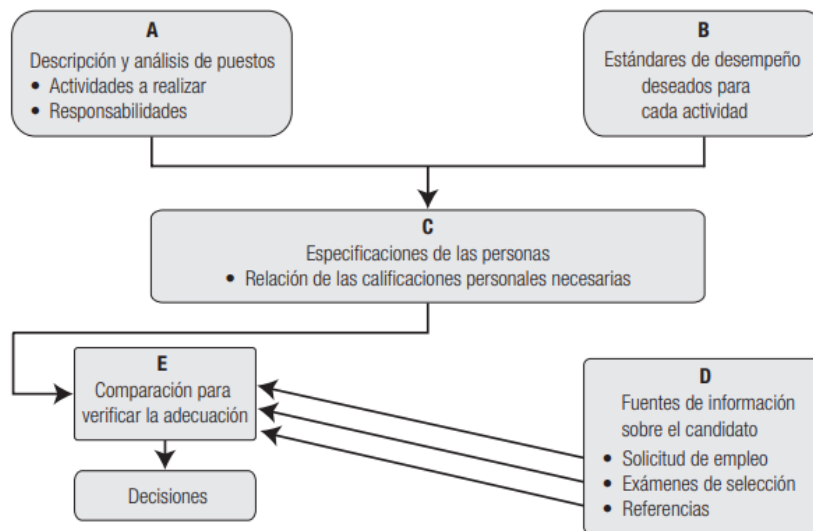 A
Descripción y análisis de puestos
• Actividades a realizar
• Responsabilidades
B
Estándares de desempeño
deseados para
cada actividad
C
Especificaciones de las personas
• Relación de las calificaciones personales necesarias
E
Comparación para
verificar la adecuación
Decisiones
D
Fuentes de información
sobre el candidato
• Solicitud de empleo
• Exámenes de selección
• Referencias